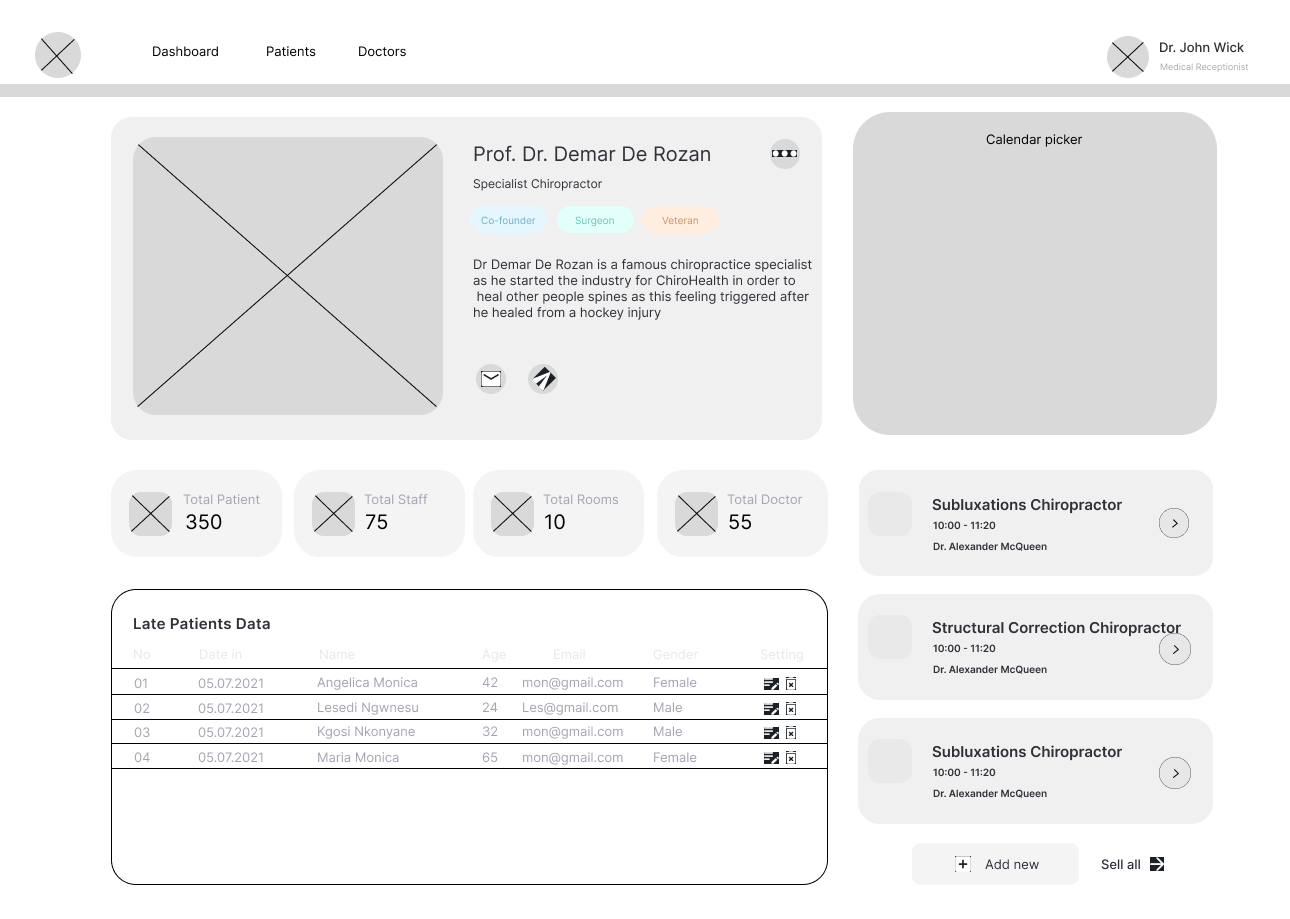 Dashboard Patients Doctors
Dr. John Wick
Medical Receptionist
Prof. Dr. Demar De Rozan
Specialist Chiropractor
Co-founder Surgeon Veteran
Dr Demar De Rozan is a famous chiropractice specialist
as he started the industry for ChiroHealth in order to
heal other people spines as this feeling triggered after
he healed from a hockey injury
Calendar picker
Total Patient
350
Total Staff
75
Total Rooms
10
Total Doctor
55
Late Patients Data
No Date in Name Age Email Gender Setting
01 05.07.2021 Angelica Monica 42 mon@gmail.com Female
02 05.07.2021 Lesedi Ngwnesu 24 Les@gmail.com Male
03 05.07.2021 Kgosi Nkonyane 32 mon@gmail.com Male
04 05.07.2021 Maria Monica 65 mon@gmail.com Female
Subluxations Chiropractor
10:00 - 11:20
Dr. Alexander McQueen
Structural Correction Chiropractor
10:00 - 11:20
Dr. Alexander McQueen
Subluxations Chiropractor
10:00 - 11:20
Dr. Alexander McQueen
Add new Sell all